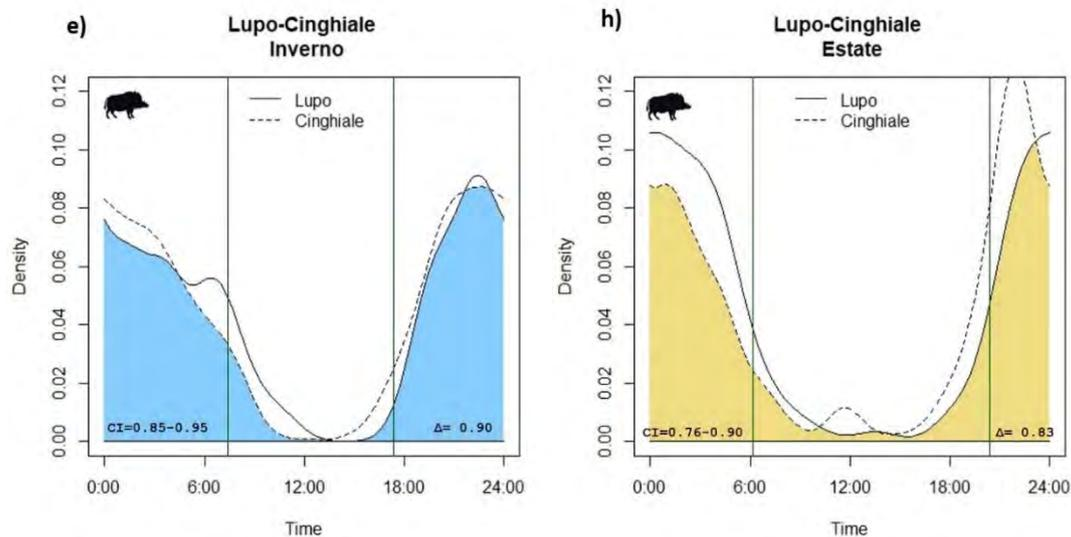 e)
Lupo-Cinghiale
Inverno
Lupo
Cinghiale
0.12
0.10
0.08
0.06
0.04
0.02
0.00
Density
CI=0.85-0.95
Δ= 0.90
0:00 6:00 12:00 18:00 24:00
Time
h)
Lupo-Cinghiale
Estate
Lupo
Cinghiale
0.12
0.10
0.08
0.06
0.04
0.02
0.00
Density
CI=0.76-0.90
Δ= 0.83
0:00 6:00 12:00 18:00 24:00
Time